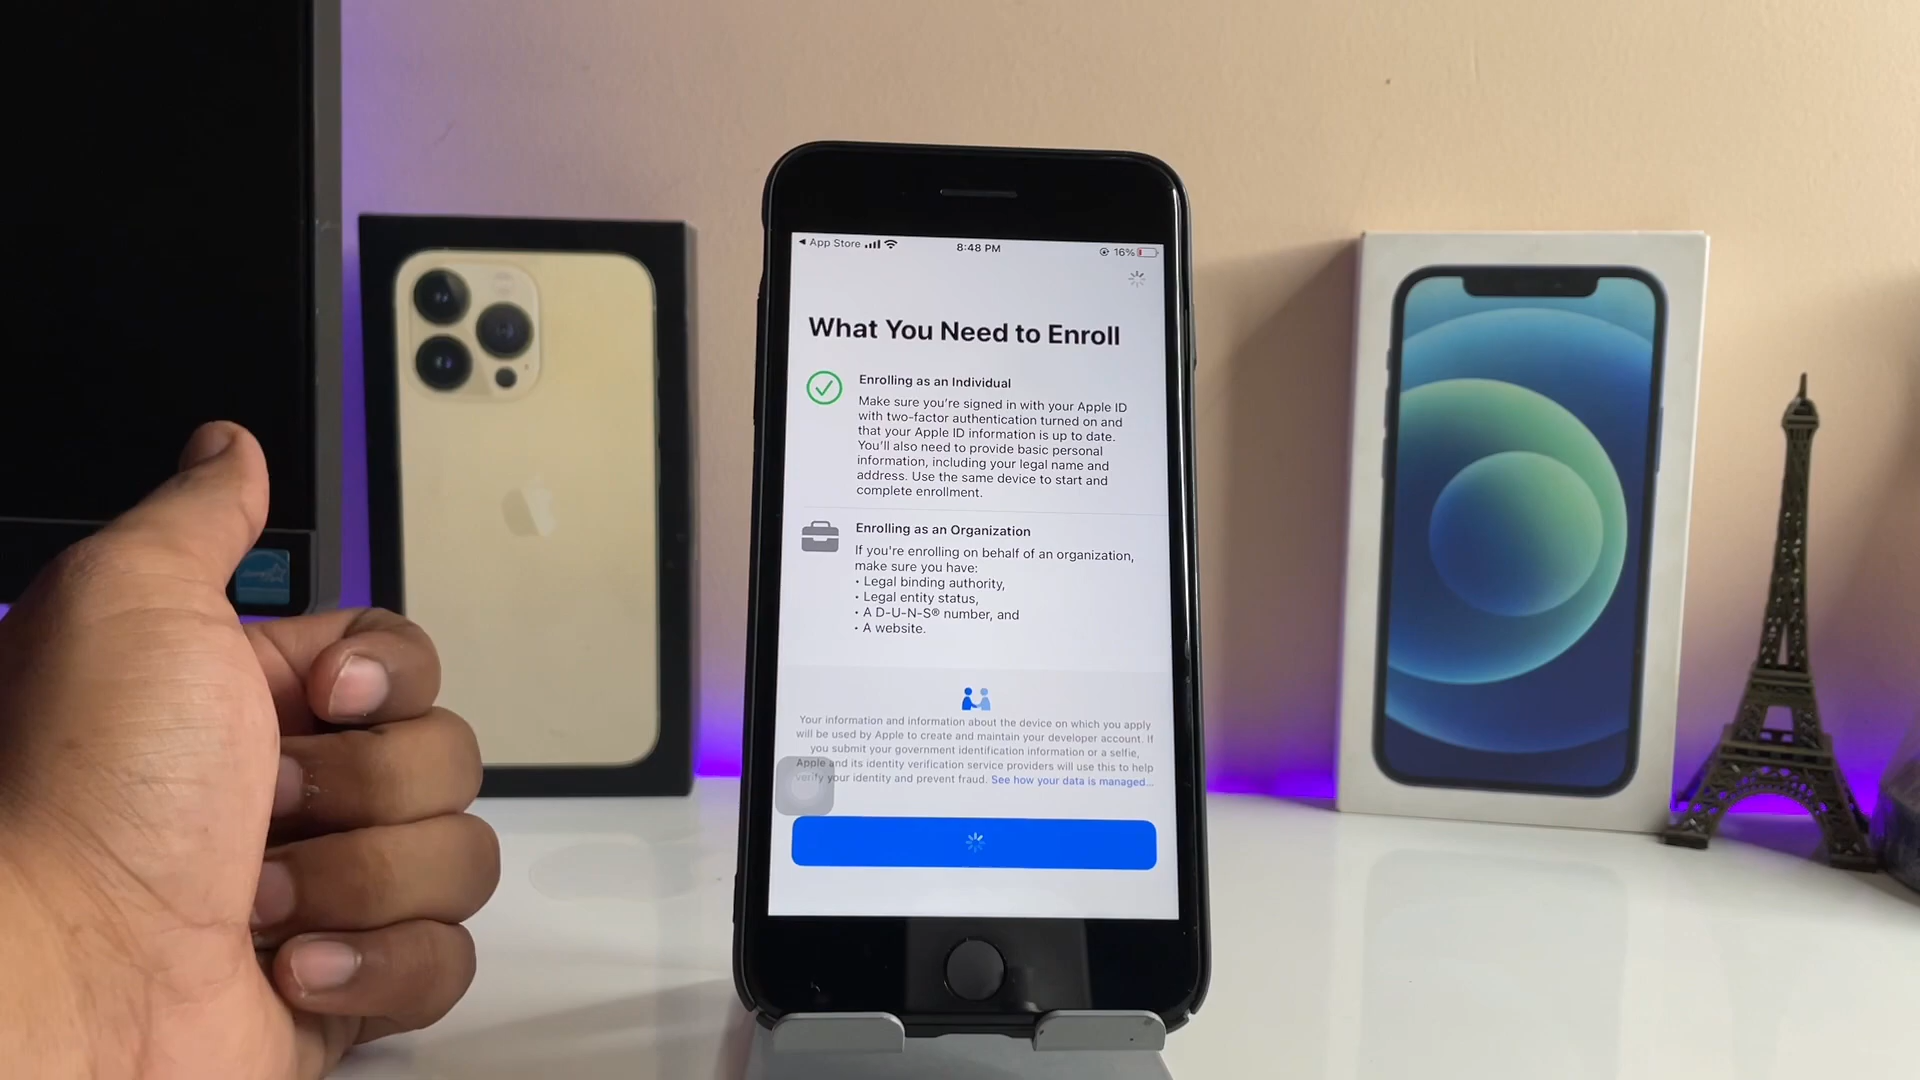 ◀ App Store
8:48 PM
16%
What You Need to Enroll
Enrolling as an Individual
Make sure you're signed in with your Apple ID
with two-factor authentication turned on and
that your Apple ID information is up to date.
You'll also need to provide basic personal
information, including your legal name and
address. Use the same device to start and
complete enrollment.
Enrolling as an Organization
If you're enrolling on behalf of an organization,
make sure you have:
• Legal binding authority,
• Legal entity status,
• A D-U-N-S® number, and
• A website.
Your information and information about the device on which you apply
will be used by Apple to create and maintain your developer account. If
you submit your government identification information or a selfie,
Apple and its identity verification service providers will use this to help
verify your identity and prevent fraud. See how your data is managed...